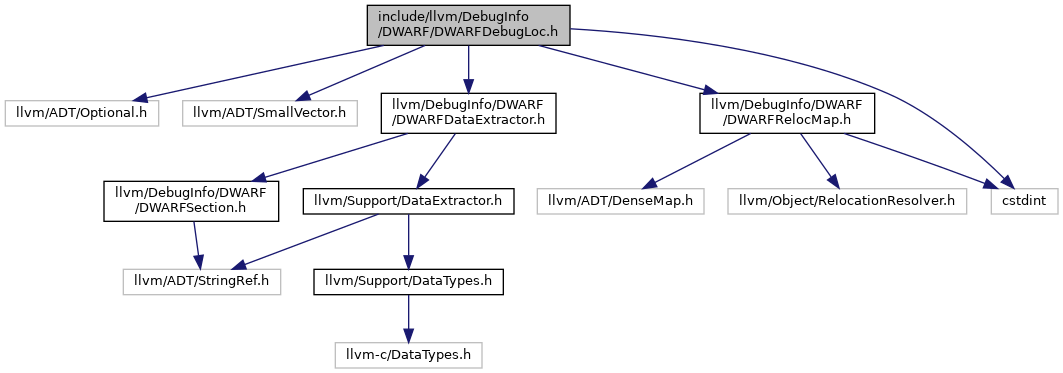 include/llvm/DebugInfo
/DWARF/DWARFDebugLoc.h
llvm/ADT/Optional.h
llvm/ADT/SmallVector.h
llvm/DebugInfo/DWARF
/DWARFDataExtractor.h
llvm/DebugInfo/DWARF
/DWARFRelocMap.h
llvm/DebugInfo/DWARF
/DWARFSection.h
llvm/Support/DataExtractor.h
llvm/ADT/DenseMap.h
llvm/Object/RelocationResolver.h
cstdint
llvm/ADT/StringRef.h
llvm/Support/DataTypes.h
llvm-c/DataTypes.h